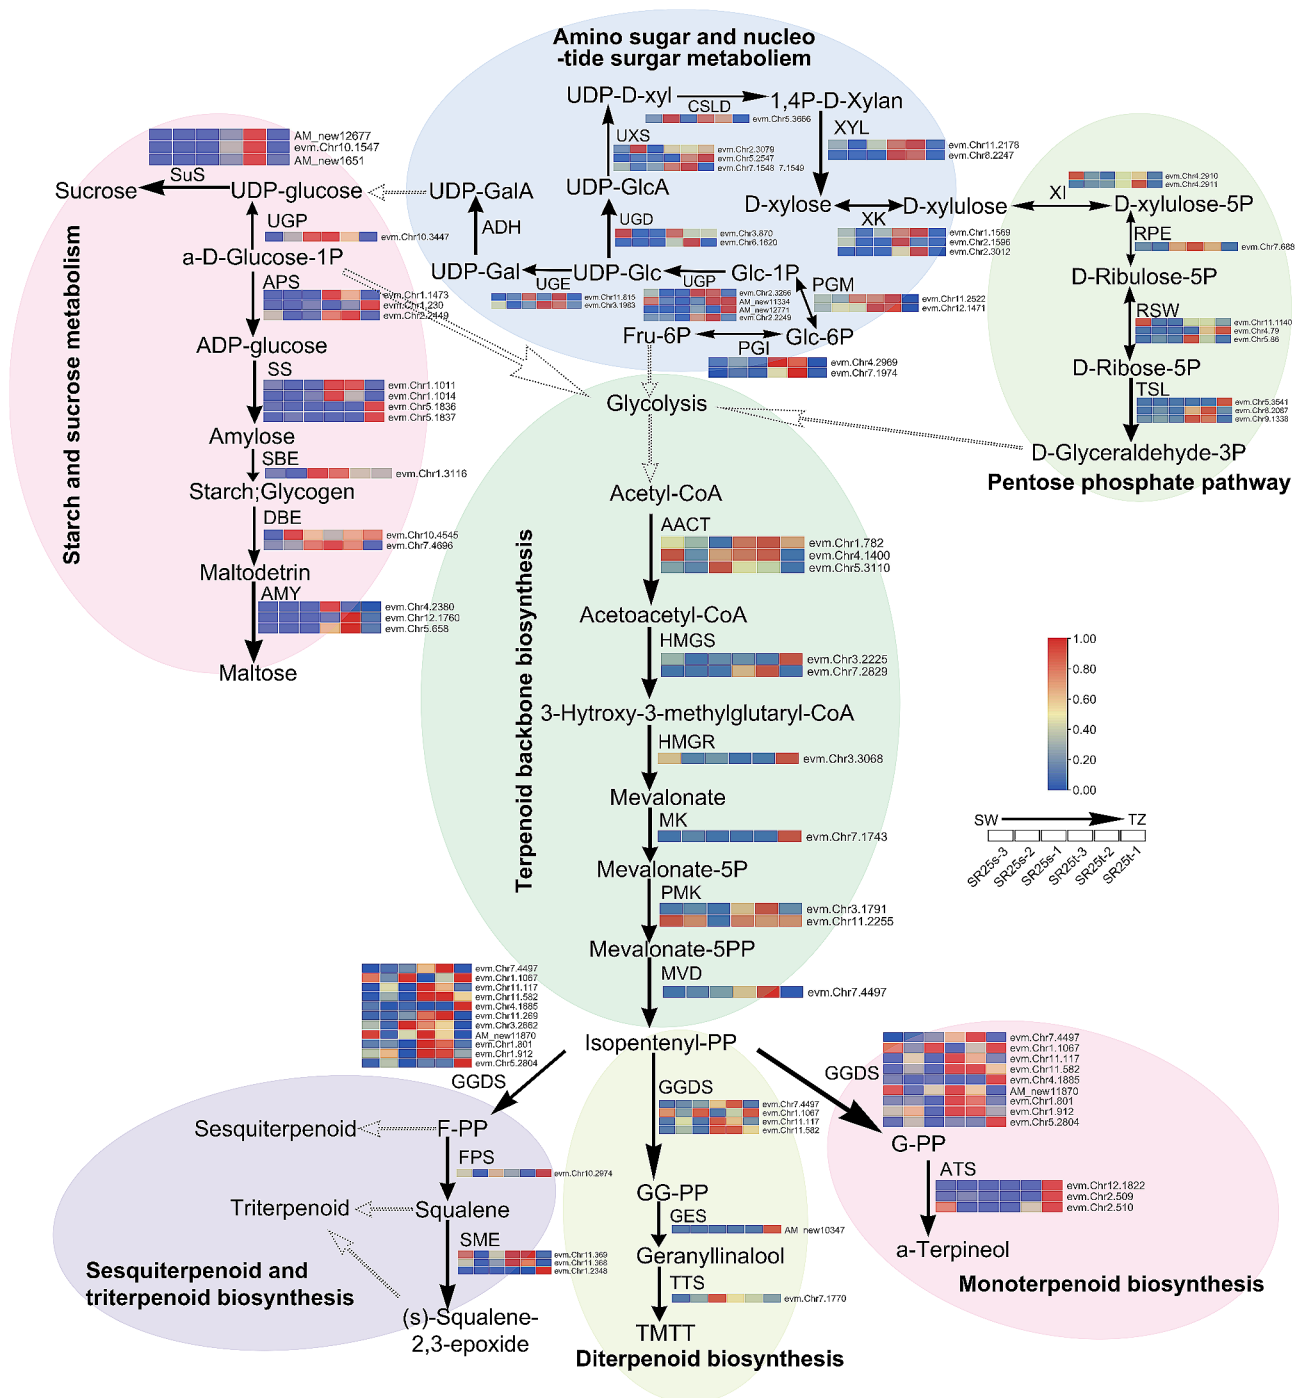 Amino sugar and nucleo
-tide surgar metaboliem
UDP-D-xyl
CSLD
evm.Chr5.3666
1,4P-D-Xylan
UXS
evm.Chr2.3079
evm.Chr5.2547
evm.Chr7.1548 7.1549
XYL
evm.Chr11.2178
evm.Chr8.2247
UDP-GalA
UDP-GlcA
D-xylose
D-xylulose
ADH
UGD
evm.Chr3.870
evm.Chr6.1620
XK
evm.Chr1.1569
evm.Chr2.1596
evm.Chr2.3012
UDP-Gal
UDP-Glc
Glc-1P
UGE
evm.Chr11.815
evm.Chr3.1983
UGP
evm.Chr2.3266
AM_new11334
AM_new12771
evm.Chr2.2249
PGM
evm.Chr11.2522
evm.Chr12.1471
Fru-6P
Glc-6P
PGI
evm.Chr4.2969
evm.Chr7.1974
AM_new12677
evm.Chr10.1547
AM_new1651
SuS
Sucrose
UDP-glucose
UGP
evm.Chr10.3447
a-D-Glucose-1P
APS
evm.Chr1.1473
evm.Chr1.230
evm.Chr2.2449
ADP-glucose
SS
evm.Chr1.1011
evm.Chr1.1014
evm.Chr5.1836
evm.Chr5.1837
Amylose
SBE
evm.Chr1.3116
Starch;Glycogen
DBE
evm.Chr10.4545
evm.Chr7.4696
Maltodetrin
AMY
evm.Chr4.2380
evm.Chr12.1760
evm.Chr5.658
Maltose
Starch and sucrose metabolism
XI
evm.Chr4.2910
evm.Chr4.2911
D-xylulose-5P
RPE
evm.Chr7.688
D-Ribulose-5P
RSW
evm.Chr11.1140
evm.Chr4.79
evm.Chr5.86
D-Ribose-5P
TSL
evm.Chr5.3541
evm.Chr8.2087
evm.Chr9.1338
D-Glyceraldehyde-3P
Pentose phosphate pathway
Glycolysis
Acetyl-CoA
AACT
evm.Chr1.782
evm.Chr4.1400
evm.Chr5.3110
Acetoacetyl-CoA
HMGS
evm.Chr3.2225
evm.Chr7.2829
3-Hytroxy-3-methylglutaryl-CoA
HMGR
evm.Chr3.3068
Mevalonate
MK
evm.Chr7.1743
Mevalonate-5P
PMK
evm.Chr3.1791
evm.Chr11.2255
Mevalonate-5PP
MVD
evm.Chr7.4497
Isopentenyl-PP
Terpenoid backbone biosynthesis
1.00
0.80
0.60
0.40
0.20
0.00
SW
TZ
SR25s-3
SR25s-2
SR25s-1
SR25t-3
SR25t-2
SR25t-1
evm.Chr7.4497
evm.Chr1.1067
evm.Chr11.117
evm.Chr11.582
evm.Chr4.1885
evm.Chr11.269
evm.Chr3.2862
AM_new11870
evm.Chr1.801
evm.Chr1.912
evm.Chr5.2804
GGDS
Sesquiterpenoid
F-PP
FPS
evm.Chr10.2974
Triterpenoid
Squalene
SME
evm.Chr11.369
evm.Chr11.368
evm.Chr1.2348
(s)-Squalene-
2,3-epoxide
Sesquiterpenoid and
triterpenoid biosynthesis
GGDS
evm.Chr7.4497
evm.Chr1.1067
evm.Chr11.117
evm.Chr11.582
GG-PP
GES
AM_new10347
Geranyllinalool
TTS
evm.Chr7.1770
TMTT
Diterpenoid biosynthesis
GGDS
evm.Chr7.4497
evm.Chr1.1067
evm.Chr11.117
evm.Chr11.582
evm.Chr4.1885
AM_new11870
evm.Chr1.801
evm.Chr1.912
evm.Chr5.2804
G-PP
ATS
evm.Chr12.1822
evm.Chr2.509
evm.Chr2.510
a-Terpineol
Monoterpenoid biosynthesis